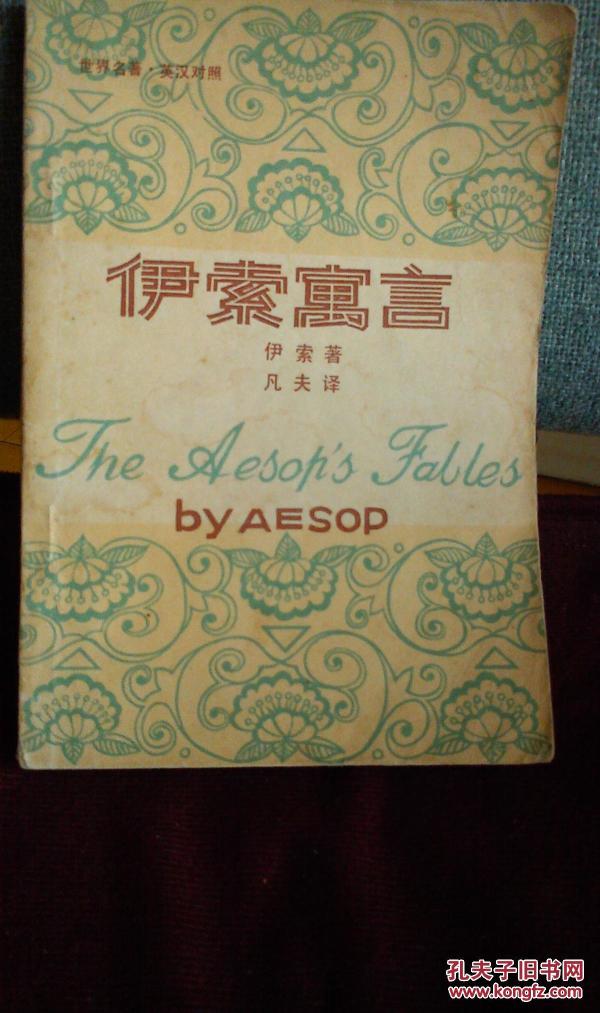 世界名著·英汉对照
伊索寓言
伊索著
凡夫译
The Aesop's Fables
by AESOP
孔夫子旧书网
www.kongfz.com